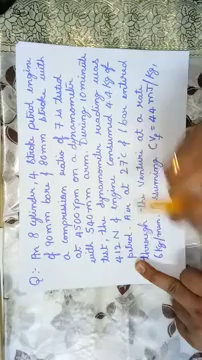 Q:- An 8 cylinder, 4 stroke petrol engine
of 90mm bore & 80mm stroke with
a compression ratio of 7 is tested
at 4500 rpm on a dynamometer
with 540 mm arm. During 10 minute
test, the dynamometer reading was
412 N & engine consumed 4.4 kg of
petrol. Air at 27°C & 1 bar entered
through the venturi at a rate
6 kg/min. Assuming C = 44 MJ/kg,